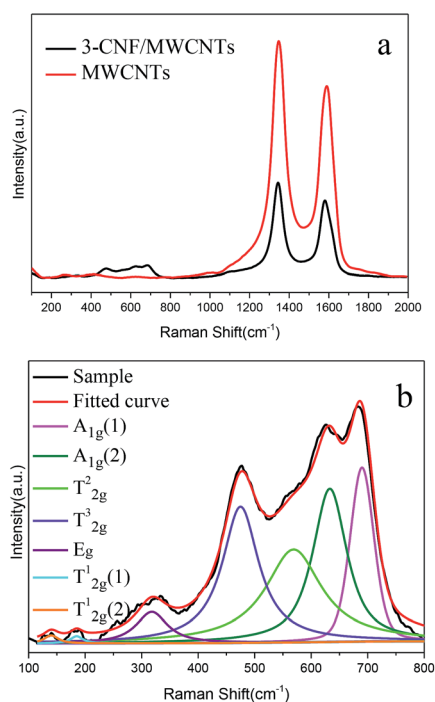 a
3-CNF/MWCNTs
MWCNTs
Intensity(a.u.)
200 400 600 800 1000 1200 1400 1600 1800 2000
Raman Shift(cm⁻¹)
b
Sample
Fitted curve
A₁g(1)
A₁g(2)
T²₂g
T³₂g
Eg
T¹₂g(1)
T¹₂g(2)
Intensity(a.u.)
100 200 300 400 500 600 700 800
Raman Shift(cm⁻¹)